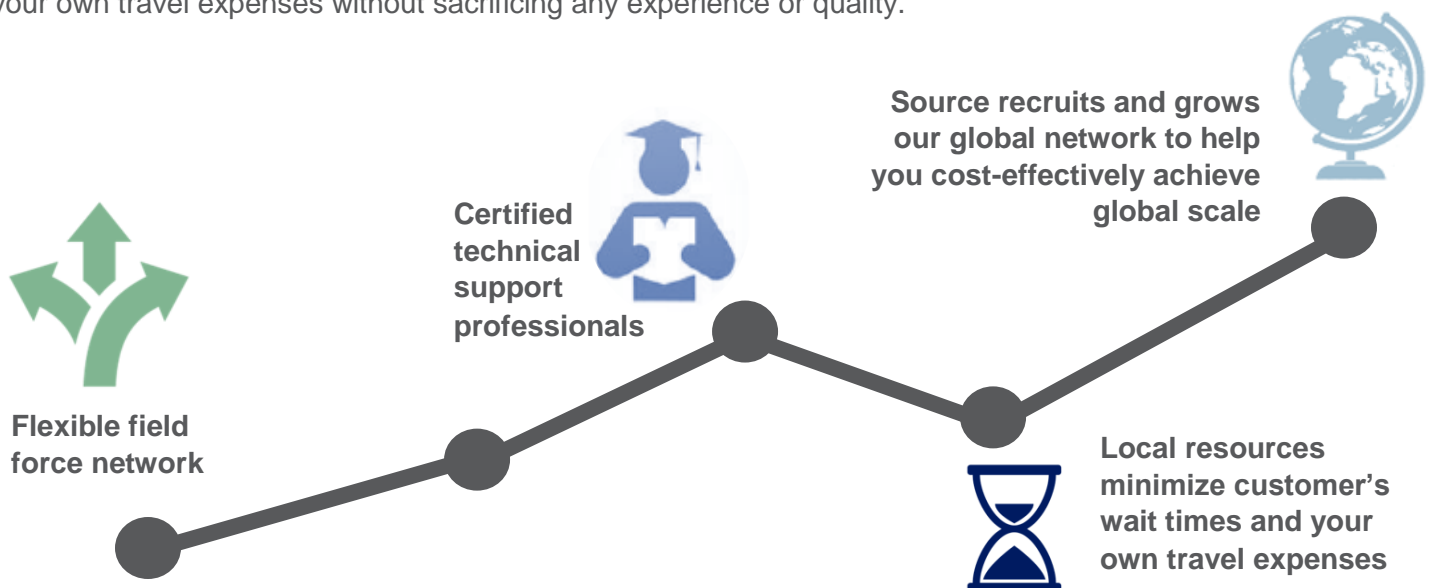 your own travel expenses without sacrificing any experience or quality.
Source recruits and grows
our global network to help
you cost-effectively achieve
global scale
Certified
technical
support
professionals
Flexible field
force network
Local resources
minimize customer’s
wait times and your
own travel expenses